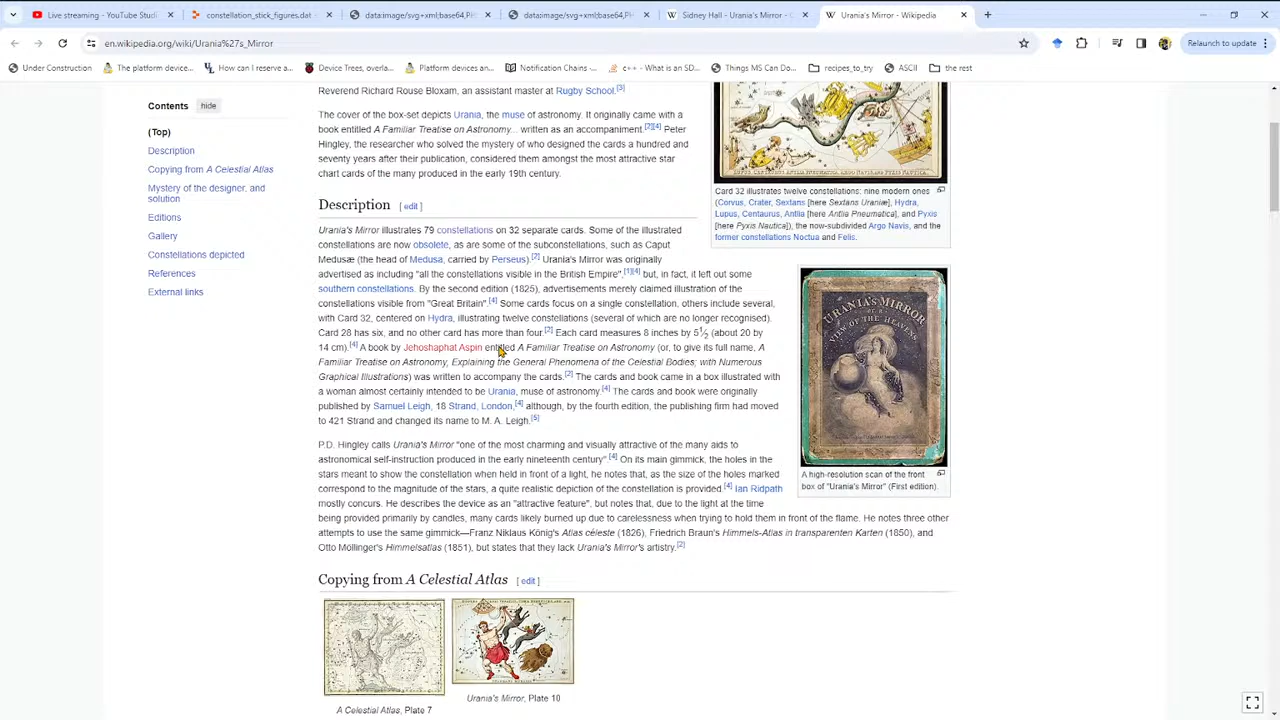 Live streaming - YouTube Studi
constellation_stick_figures.dat
data:image/svg+xml;base64,PH
data:image/svg+xml;base64,PH
Sidney Hall - Urania's Mirror -
Urania's Mirror - Wikipedia
en.wikipedia.org/wiki/Urania%27s_Mirror
Relaunch to update
Under Construction
The platform device...
How can I reserve a...
Device Trees, overla...
Platform devices an...
Notification Chains -...
c++ - What is an SD...
Things MS Can Do...
recipes_to_try
ASCII
the rest
Contents hide
(Top)
Description
Copying from A Celestial Atlas
Mystery of the designer, and
solution
Editions
Gallery
Constellations depicted
References
External links
Reverend Richard Rouse Bloxam, an assistant master at Rugby School.[3]
The cover of the box-set depicts Urania, the muse of astronomy. It originally came with a
book entitled A Familiar Treatise on Astronomy... written as an accompaniment.[2][4] Peter
Hingley, the researcher who solved the mystery of who designed the cards a hundred and
seventy years after their publication, considered them amongst the most attractive star
chart cards of the many produced in the early 19th century.
Description [ edit ]
Urania's Mirror illustrates 79 constellations on 32 separate cards. Some of the illustrated
constellations are now obsolete, as are some of the subconstellations, such as Caput
Medusæ (the head of Medusa, carried by Perseus).[2] Urania's Mirror was originally
advertised as including "all the constellations visible in the British Empire",[1][4] but, in fact, it left out some
southern constellations. By the second edition (1825), advertisements merely claimed illustration of the
constellations visible from "Great Britain".[4] Some cards focus on a single constellation, others include several,
with Card 32, centered on Hydra, illustrating twelve constellations (several of which are no longer recognised).
Card 28 has six, and no other card has more than four.[2] Each card measures 8 inches by 5 1⁄2 (about 20 by
14 cm).[4] A book by Jehoshaphat Aspin entitled A Familiar Treatise on Astronomy (or, to give its full name, A
Familiar Treatise on Astronomy, Explaining the General Phenomena of the Celestial Bodies; with Numerous
Graphical Illustrations) was written to accompany the cards.[2] The cards and book came in a box illustrated with
a woman almost certainly intended to be Urania, muse of astronomy.[4] The cards and book were originally
published by Samuel Leigh, 18 Strand, London,[4] although, by the fourth edition, the publishing firm had moved
to 421 Strand and changed its name to M. A. Leigh.[5]
P.D. Hingley calls Urania's Mirror "one of the most charming and visually attractive of the many aids to
astronomical self-instruction produced in the early nineteenth century".[4] On its main gimmick, the holes in the
stars meant to show the constellation when held in front of a light, he notes that, as the size of the holes marked
correspond to the magnitude of the stars, a quite realistic depiction of the constellation is provided.[4] Ian Ridpath
mostly concurs. He describes the device as an "attractive feature", but notes that, due to the light at the time
being provided primarily by candles, many cards likely burned up due to carelessness when trying to hold them in front of the flame. He notes three other
attempts to use the same gimmick—Franz Niklaus König's Atlas céleste (1826), Friedrich Braun's Himmels-Atlas in transparenten Karten (1850), and
Otto Möllinger's Himmelsatlas (1851), but states that they lack Urania's Mirror's artistry.[2]
Copying from A Celestial Atlas [ edit ]
A Celestial Atlas, Plate 7
Urania's Mirror, Plate 10
Card 32 illustrates twelve constellations: nine modern ones
(Corvus, Crater, Sextans [here Sextans Uraniæ], Hydra,
Lupus, Centaurus, Antlia [here Antlia Pneumatica], and Pyxis
[here Pyxis Nautica]), the now-subdivided Argo Navis, and the
former constellations Noctua and Felis.
URANIA'S MIRROR
VIEW OF THE HEAVENS
A high-resolution scan of the front
box of "Urania's Mirror" (First edition).